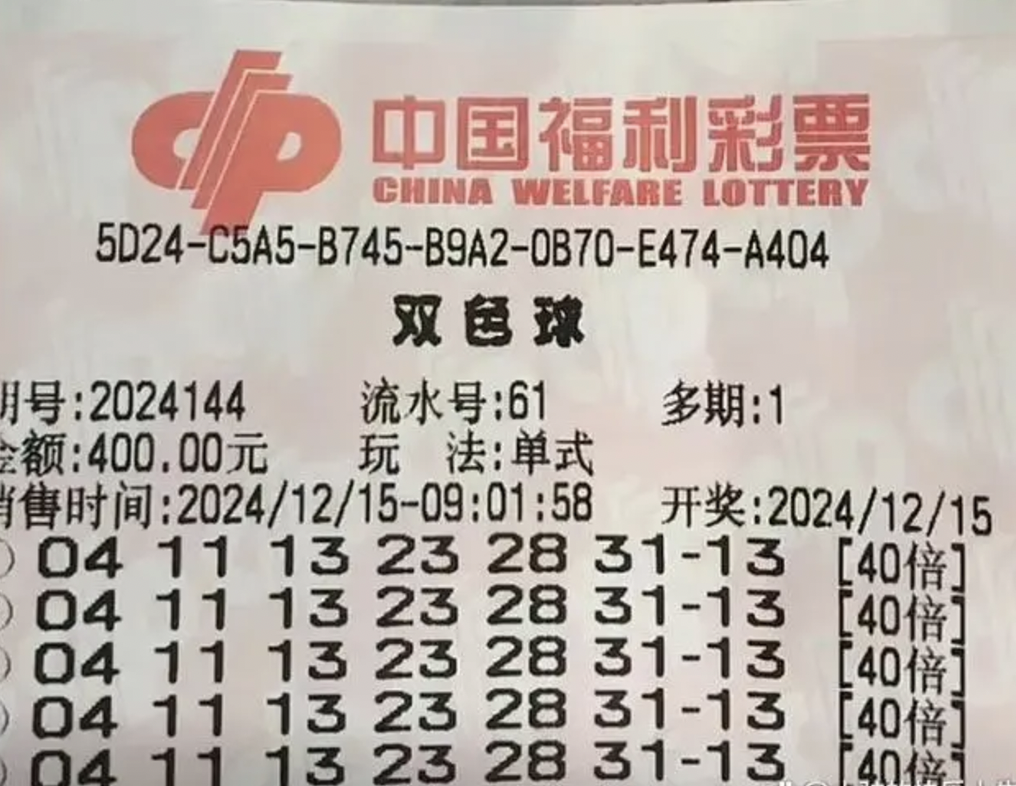 中国福利彩票
CHINA WELFARE LOTTERY
5D24-C5A5-B745-B9A2-0B70-E474-A404
双色球
期号:2024144 流水号:61 多期:1
金额:400.00元 玩 法:单式
销售时间:2024/12/15-09:01:58 开奖:2024/12/15
04 11 13 23 28 31-13 [40倍]
04 11 13 23 28 31-13 [40倍]
04 11 13 23 28 31-13 [40倍]
04 11 13 23 28 31-13 [40倍]
04 11 13 23 28 31-13 [40倍]